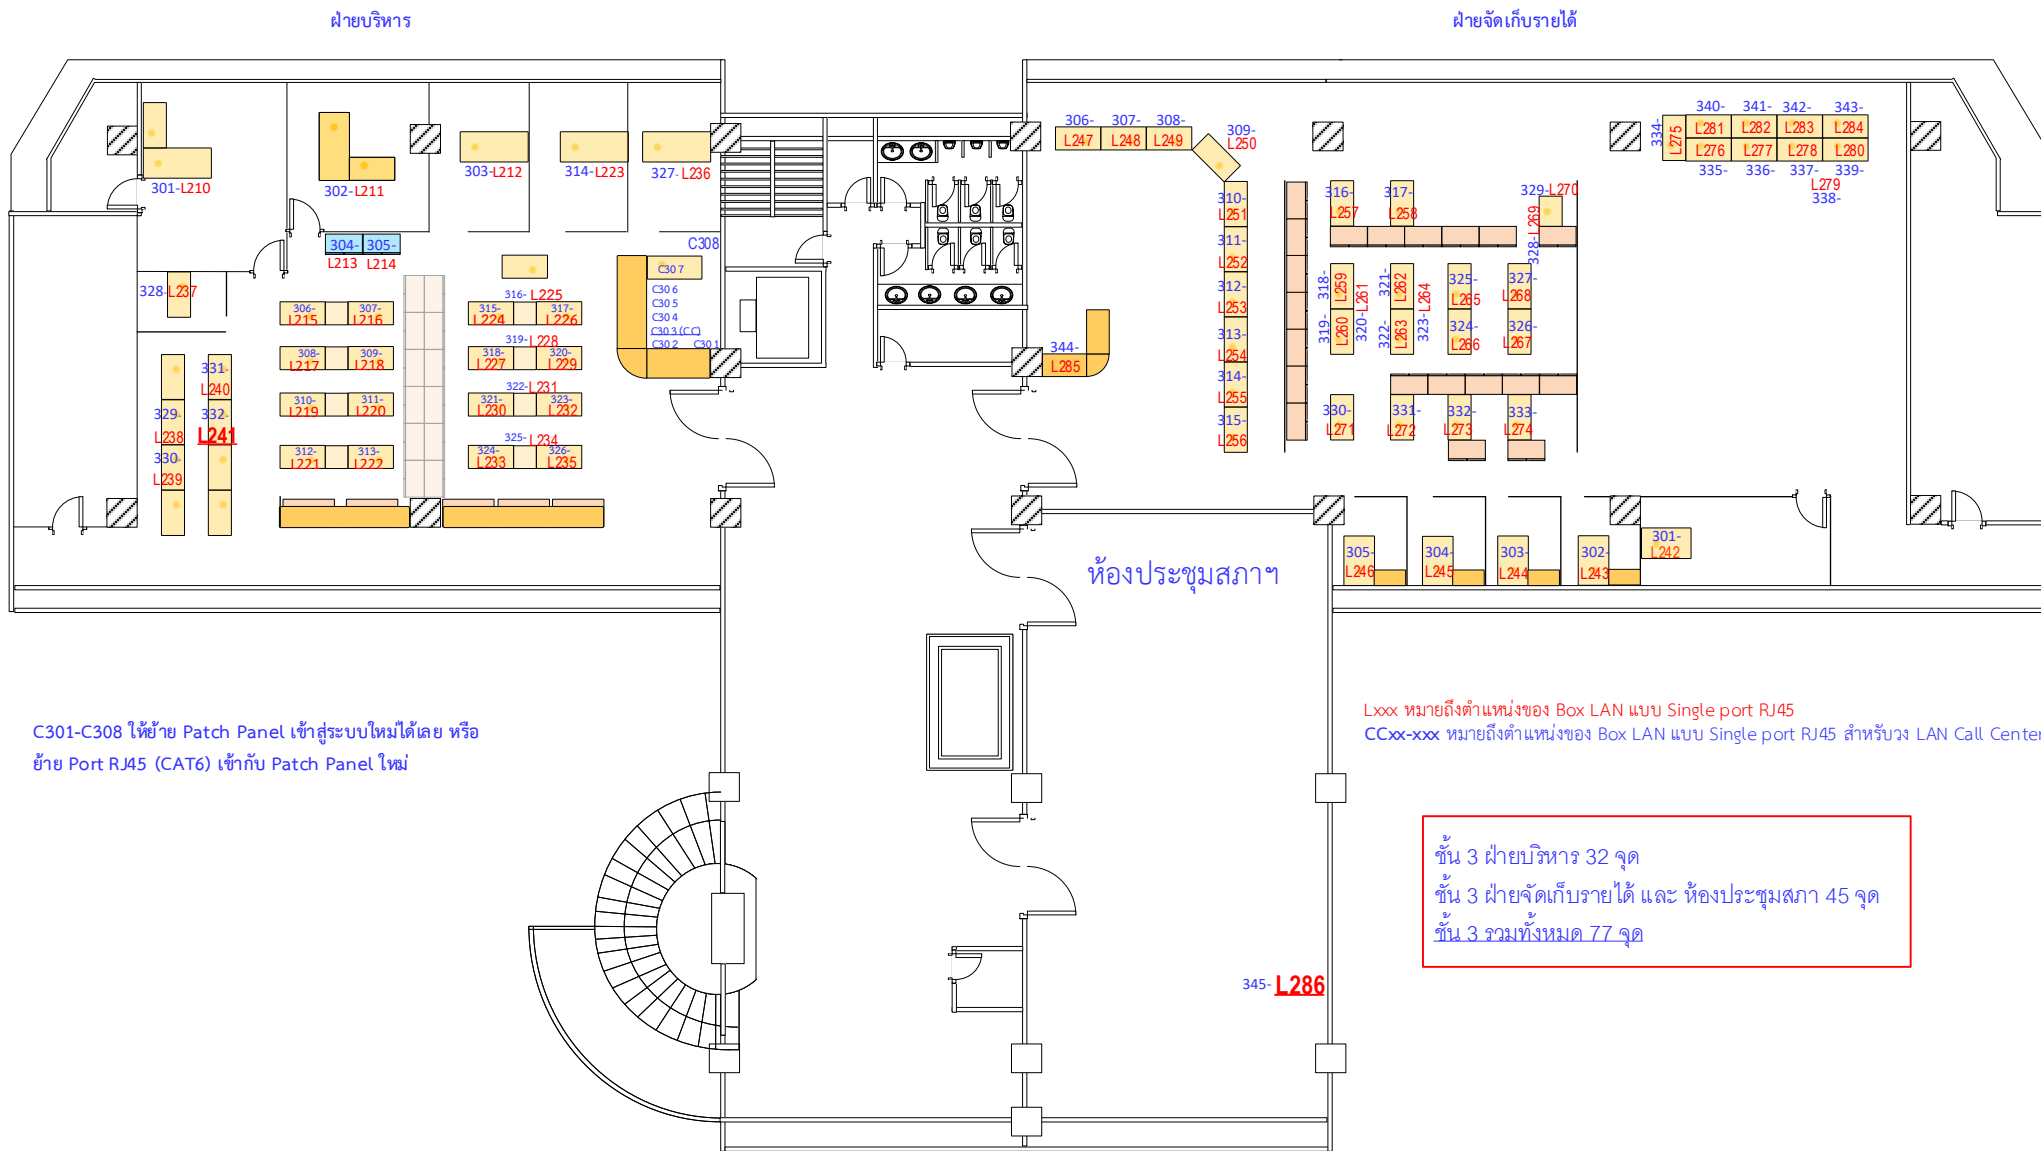 ฝ่ายบริหาร
ฝ่ายจัดเก็บรายได้
301-L210
302-L211
303-L212
314-L223
327-L236
304-
L213
305-
L214
C308
C307
C306
C305
C304
C303(CC)
C302
C301
328-L237
306-
L215
307-
L216
308-
L217
309-
L218
310-
L219
311-
L220
312-
L221
313-
L222
316-L225
315-
L224
317-
L226
319-L228
318-
L227
320-
L229
322-L231
321-
L230
323-
L232
325-L234
324-
L233
326-
L235
331-
L240
329-
L238
332-
L241
330-
L239
306-
L247
307-
L248
308-
L249
309-
L250
310-
L251
311-
L252
312-
L253
313-
L254
314-
L255
315-
L256
344-
L285
316-
L257
317-
L258
329-L270
328-L269
318-L259
319-L260
320-L261
321-L262
322-L263
323-L264
325-
L265
324-
L266
327-
L268
326-
L267
330-
L271
331-
L272
332-
L273
333-
L274
334-L275
340-
L281
341-
L282
342-
L283
343-
L284
L276
335-
L277
336-
L278
337-
L280
339-
L279
338-
305-
L246
304-
L245
303-
L244
302-
L243
301-
L242
ห้องประชุมสภาฯ
345- L286
C301-C308 ให้ย้าย Patch Panel เข้าสู่ระบบใหม่ได้เลย หรือ
ย้าย Port RJ45 (CAT6) เข้ากับ Patch Panel ใหม่
Lxxx หมายถึงตำแหน่งของ Box LAN แบบ Single port RJ45
CCxx-xxx หมายถึงตำแหน่งของ Box LAN แบบ Single port RJ45 สำหรับวง LAN Call Center
ชั้น 3 ฝ่ายบริหาร 32 จุด
ชั้น 3 ฝ่ายจัดเก็บรายได้ และ ห้องประชุมสภา 45 จุด
ชั้น 3 รวมทั้งหมด 77 จุด